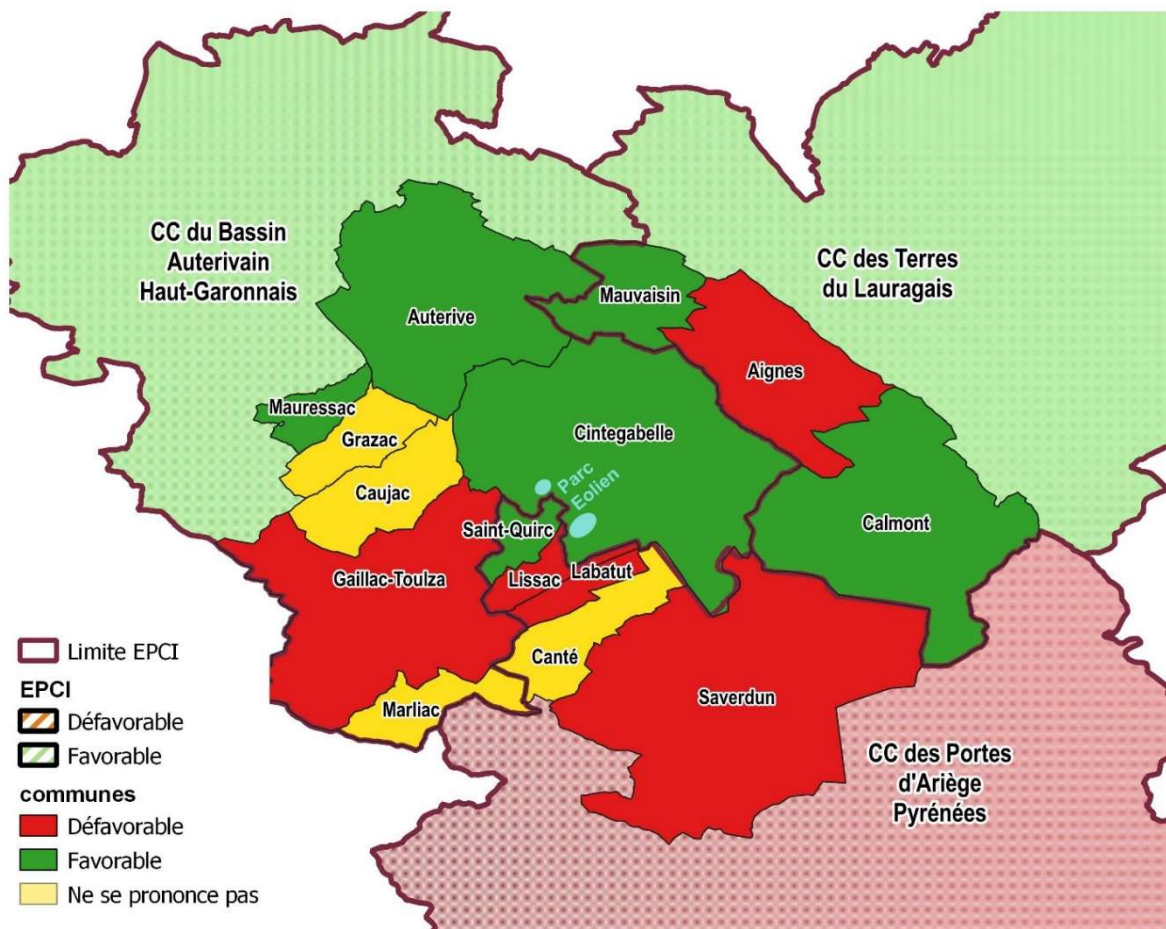 CC du Bassin
Auterivain
Haut-Garonnais
CC des Terres
du Lauragais
Mauvaisin
Auterive
Aignes
Mauressac
Grazac
Cintegabelle
Caujac
Parc
Eolien
Saint-Quirc
Calmont
Gaillac-Toulza
Lissac
Labatut
Canté
Marliac
Saverdun
CC des Portes
d'Ariège
Pyrénées
Limite EPCI
EPCI
Défavorable
Favorable
communes
Défavorable
Favorable
Ne se prononce pas